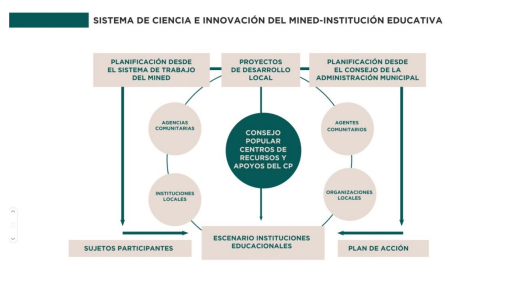 SISTEMA DE CIENCIA E INNOVACIÓN DEL MINED-INSTITUCIÓN EDUCATIVA
PLANIFICACIÓN DESDE
EL SISTEMA DE TRABAJO
DEL MINED
PROYECTOS
DE DESARROLLO
LOCAL
PLANIFICACIÓN DESDE
EL CONSEJO DE LA
ADMINISTRACIÓN MUNICIPAL
AGENCIAS
COMUNITARIAS
CONSEJO
POPULAR
CENTROS DE
RECURSOS Y
APOYOS DEL CP
AGENTES
COMUNITARIOS
INSTITUCIONES
LOCALES
ORGANIZACIONES
LOCALES
SUJETOS PARTICIPANTES
ESCENARIO INSTITUCIONES
EDUCACIONALES
PLAN DE ACCIÓN